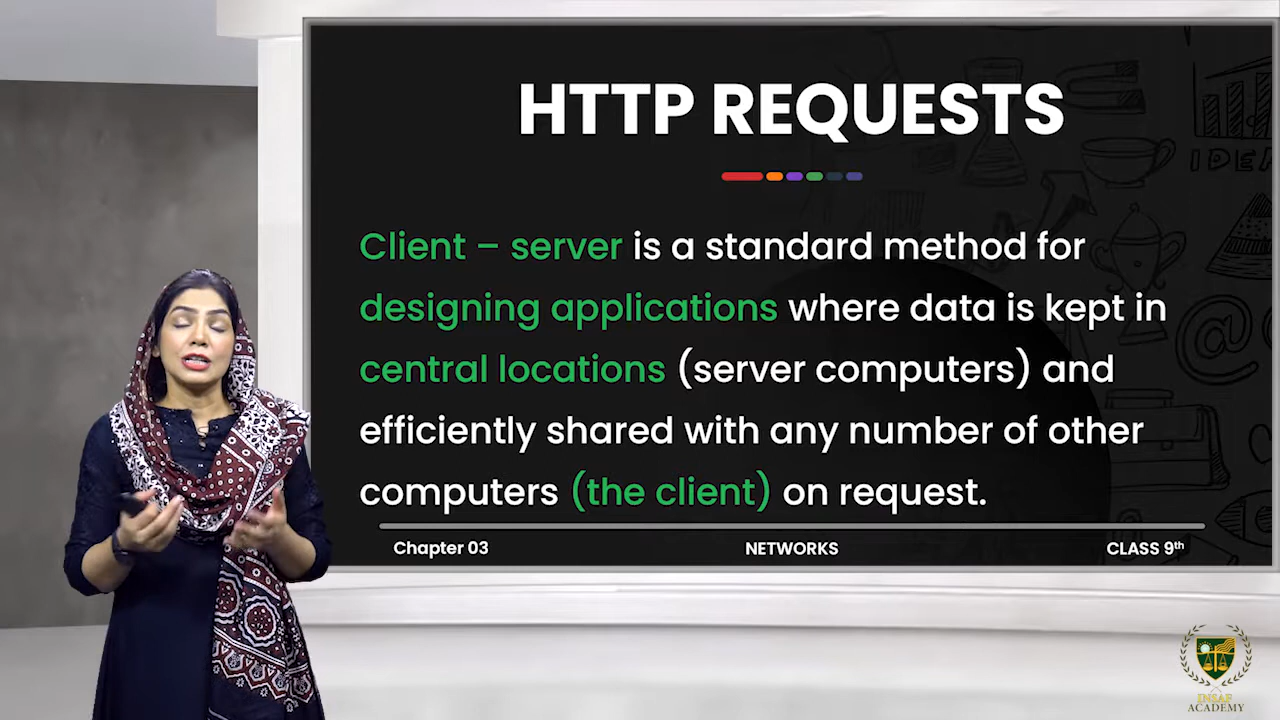 HTTP REQUESTS
IDEA
Client – server is a standard method for
designing applications where data is kept in
central locations (server computers) and
efficiently shared with any number of other
computers (the client) on request.
Chapter 03
NETWORKS
CLASS 9th
INSAF
ACADEMY